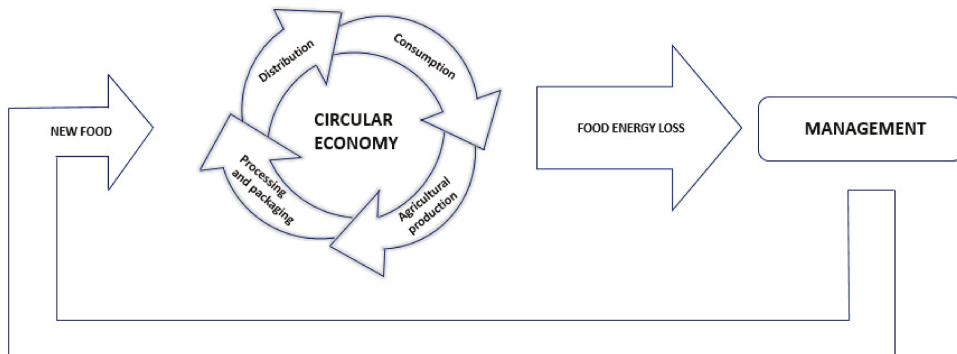 Distribution
Consumption
NEW FOOD
CIRCULAR
ECONOMY
FOOD ENERGY LOSS
MANAGEMENT
Processing
and packaging
Agricultural
production